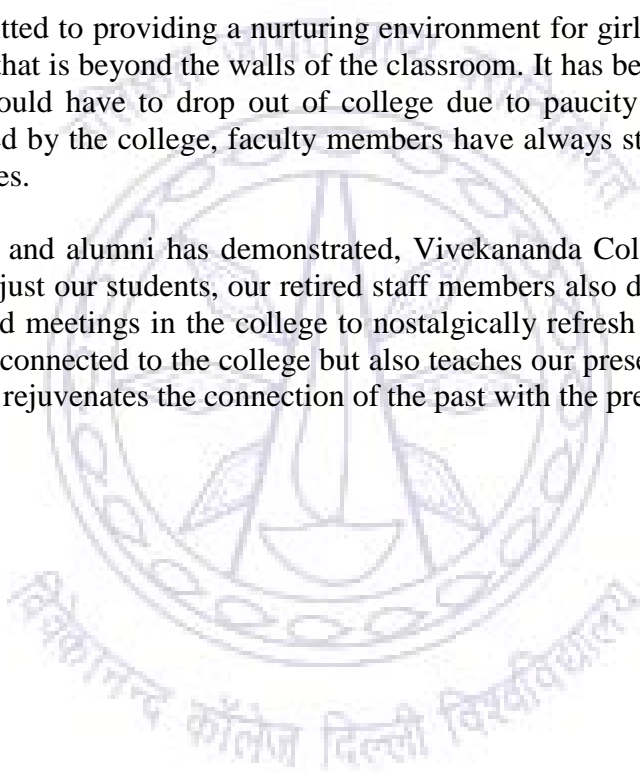 tted to providing a nurturing environment for girl
that is beyond the walls of the classroom. It has be
ould have to drop out of college due to paucity
ed by the college, faculty members have always st
es.
and alumni has demonstrated, Vivekananda Col
just our students, our retired staff members also d
d meetings in the college to nostalgically refresh
connected to the college but also teaches our prese
rejuvenates the connection of the past with the pre
विवेकानन्द कॉलेज दिल्ली विश्वविद्यालय